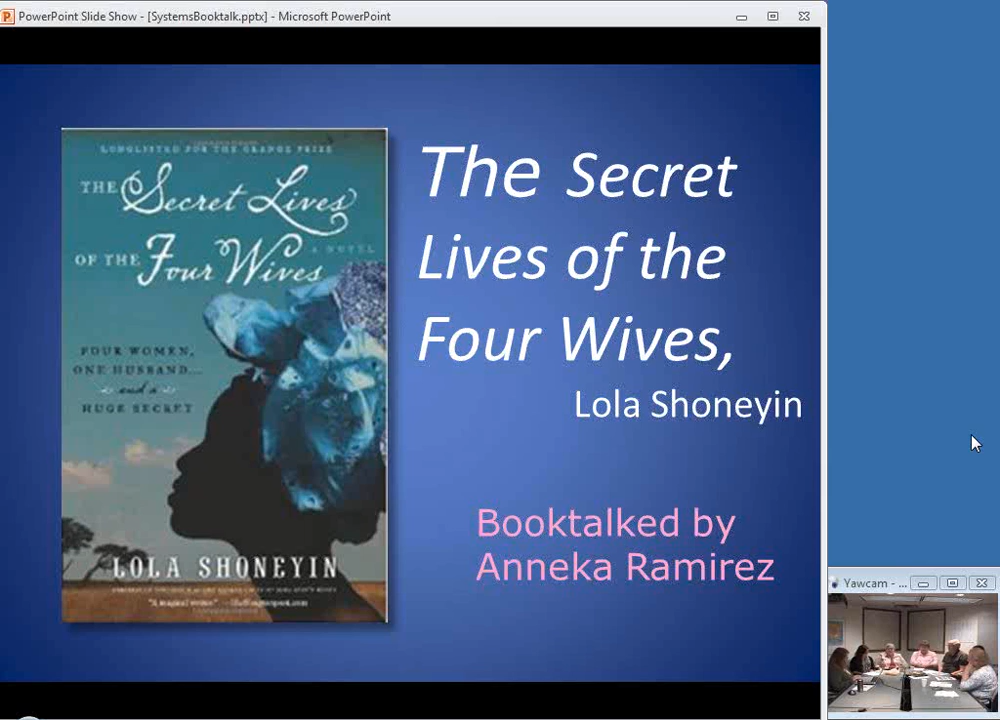 PowerPoint Slide Show - [SystemsBooktalk.pptx] - Microsoft PowerPoint
LONGLISTED FOR THE ORANGE PRIZE
THE Secret Lives
OF THE Four Wives
A NOVEL
FOUR WOMEN,
ONE HUSBAND...
and a
HUGE SECRET
LOLA SHONEYIN
The Secret
Lives of the
Four Wives,
Lola Shoneyin
Booktalked by
Anneka Ramirez
Yawcam - ...